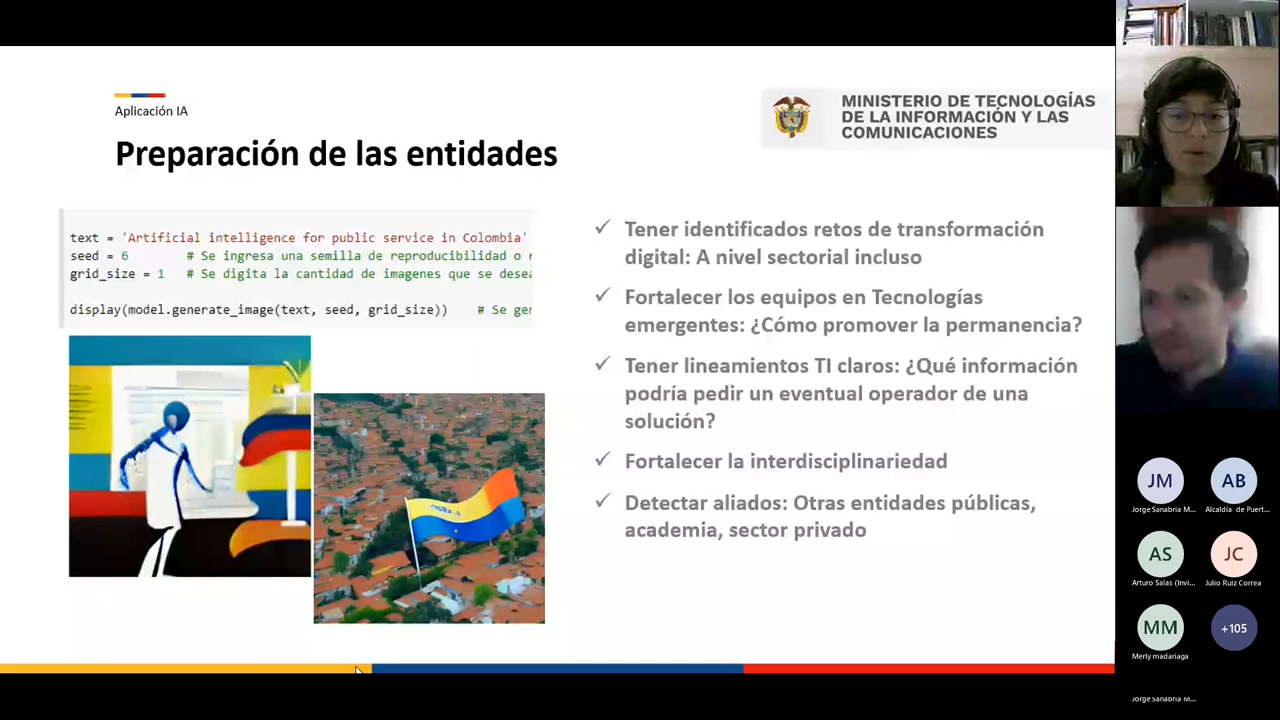 Aplicación IA
Preparación de las entidades
MINISTERIO DE TECNOLOGÍAS
DE LA INFORMACIÓN Y LAS
COMUNICACIONES
text = 'Artificial intelligence for public service in Colombia'
seed = 6 # Se ingresa una semilla de reproducibilidad o
grid_size = 1 # Se digita la cantidad de imagenes que se desea
display(model.generate_image(text, seed, grid_size)) # Se gen
✓ Tener identificados retos de transformación
digital: A nivel sectorial incluso
✓ Fortalecer los equipos en Tecnologías
emergentes: ¿Cómo promover la permanencia?
✓ Tener lineamientos TI claros: ¿Qué información
podría pedir un eventual operador de una
solución?
✓ Fortalecer la interdisciplinariedad
✓ Detectar aliados: Otras entidades públicas,
academia, sector privado
JM
Jorge Sanabria M...
AB
Alcaldía de Puert...
AS
Arturo Salas (Invi...
JC
Julio Ruiz Correa
MM
Merly madariaga
+105
Jorge Sanabria M...